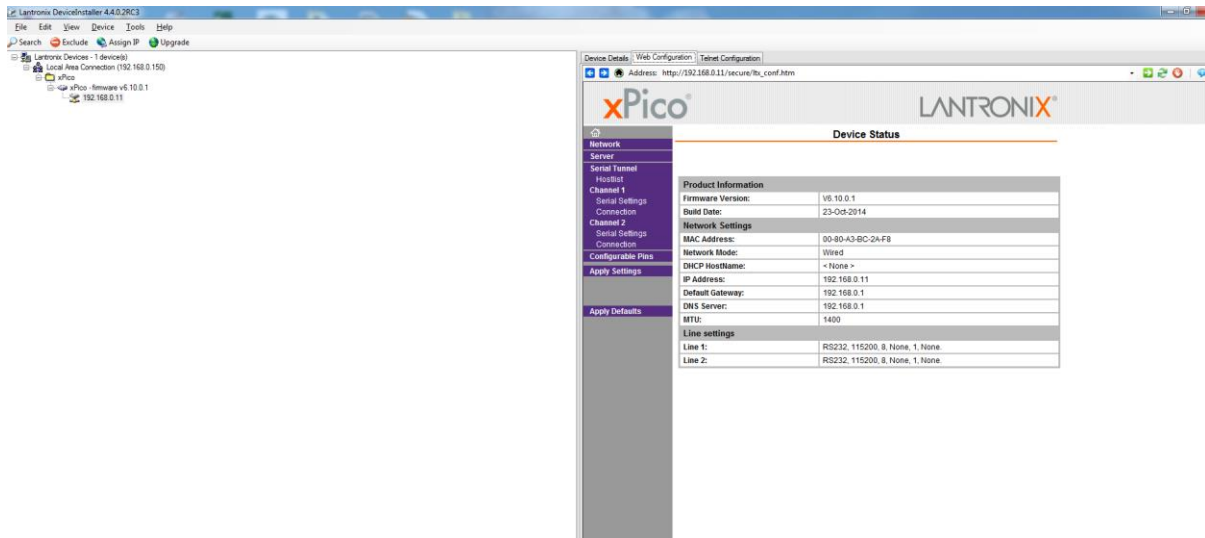 Lantronix DeviceInstaller 4.4.0.2RC3
File Edit View Device Tools Help
Search Exclude Assign IP Upgrade
Lantronix Devices - 1 device(s)
Local Area Connection (192.168.0.150)
xPico
xPico - firmware v6.10.0.1
192.168.0.11
Device Details Web Configuration Telnet Configuration
Address: http://192.168.0.11/secure/ltx_conf.htm
xPico®
LANTRONIX®
Network
Server
Serial Tunnel
Hostlist
Channel 1
Serial Settings
Connection
Channel 2
Serial Settings
Connection
Configurable Pins
Apply Settings
Apply Defaults
Device Status
Product Information
Firmware Version: V6.10.0.1
Build Date: 23-Oct-2014
Network Settings
MAC Address: 00-80-A3-BC-2A-F8
Network Mode: Wired
DHCP HostName: < None >
IP Address: 192.168.0.11
Default Gateway: 192.168.0.1
DNS Server: 192.168.0.1
MTU: 1400
Line settings
Line 1: RS232, 115200, 8, None, 1, None.
Line 2: RS232, 115200, 8, None, 1, None.